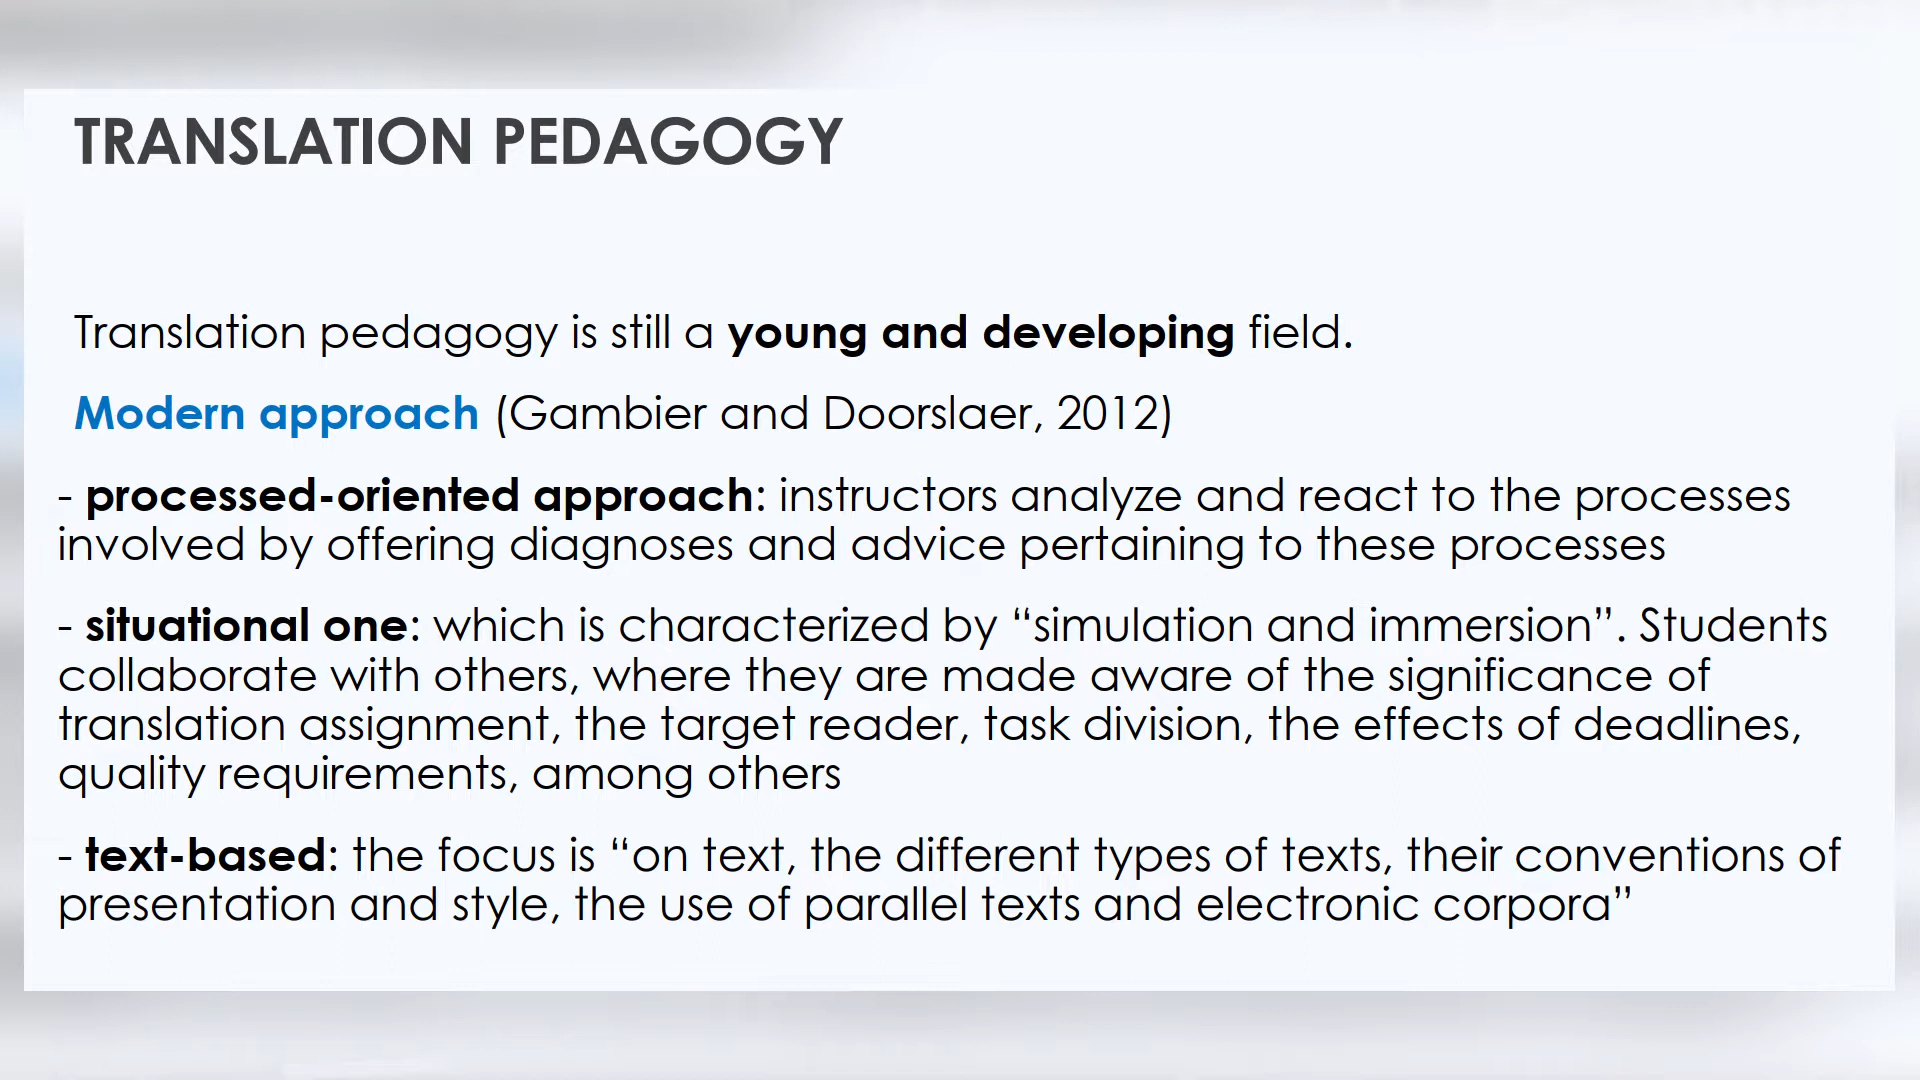 TRANSLATION PEDAGOGY
Translation pedagogy is still a young and developing field.
Modern approach (Gambier and Doorslaer, 2012)
- processed-oriented approach: instructors analyze and react to the processes
involved by offering diagnoses and advice pertaining to these processes
- situational one: which is characterized by “simulation and immersion”. Students
collaborate with others, where they are made aware of the significance of
translation assignment, the target reader, task division, the effects of deadlines,
quality requirements, among others
- text-based: the focus is “on text, the different types of texts, their conventions of
presentation and style, the use of parallel texts and electronic corpora”